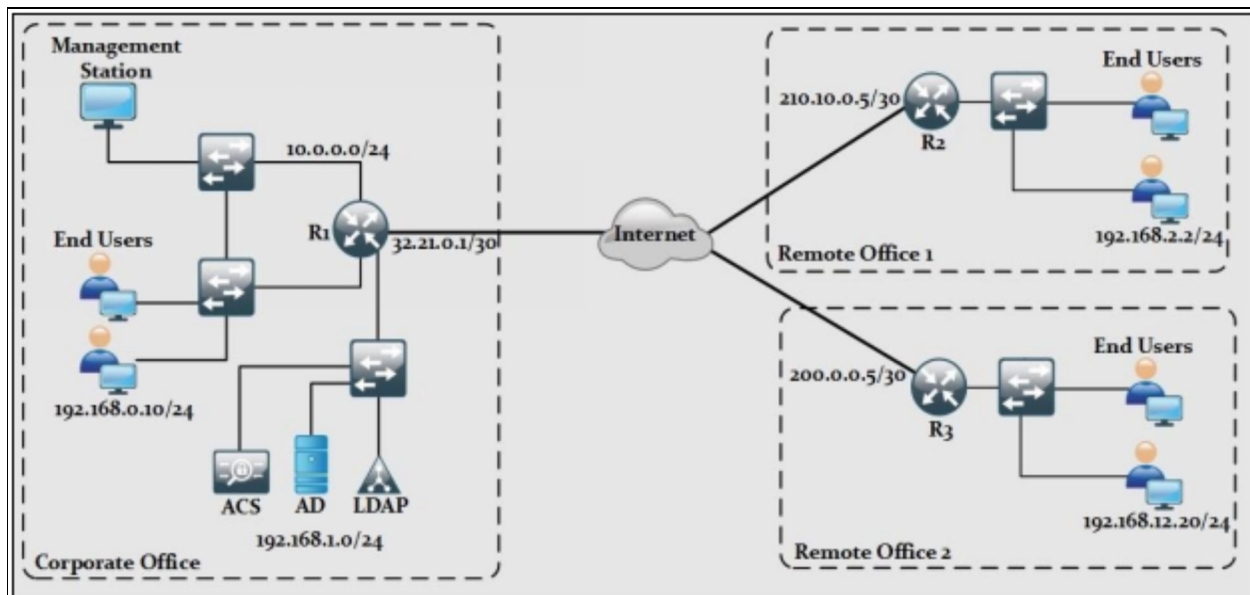 Management
Station
10.0.0.0/24
R1
32.21.0.1/30
End Users
192.168.0.10/24
ACS
AD
LDAP
192.168.1.0/24
Corporate Office
Internet
End Users
210.10.0.5/30
R2
192.168.2.2/24
Remote Office 1
End Users
200.0.0.5/30
R3
192.168.12.20/24
Remote Office 2